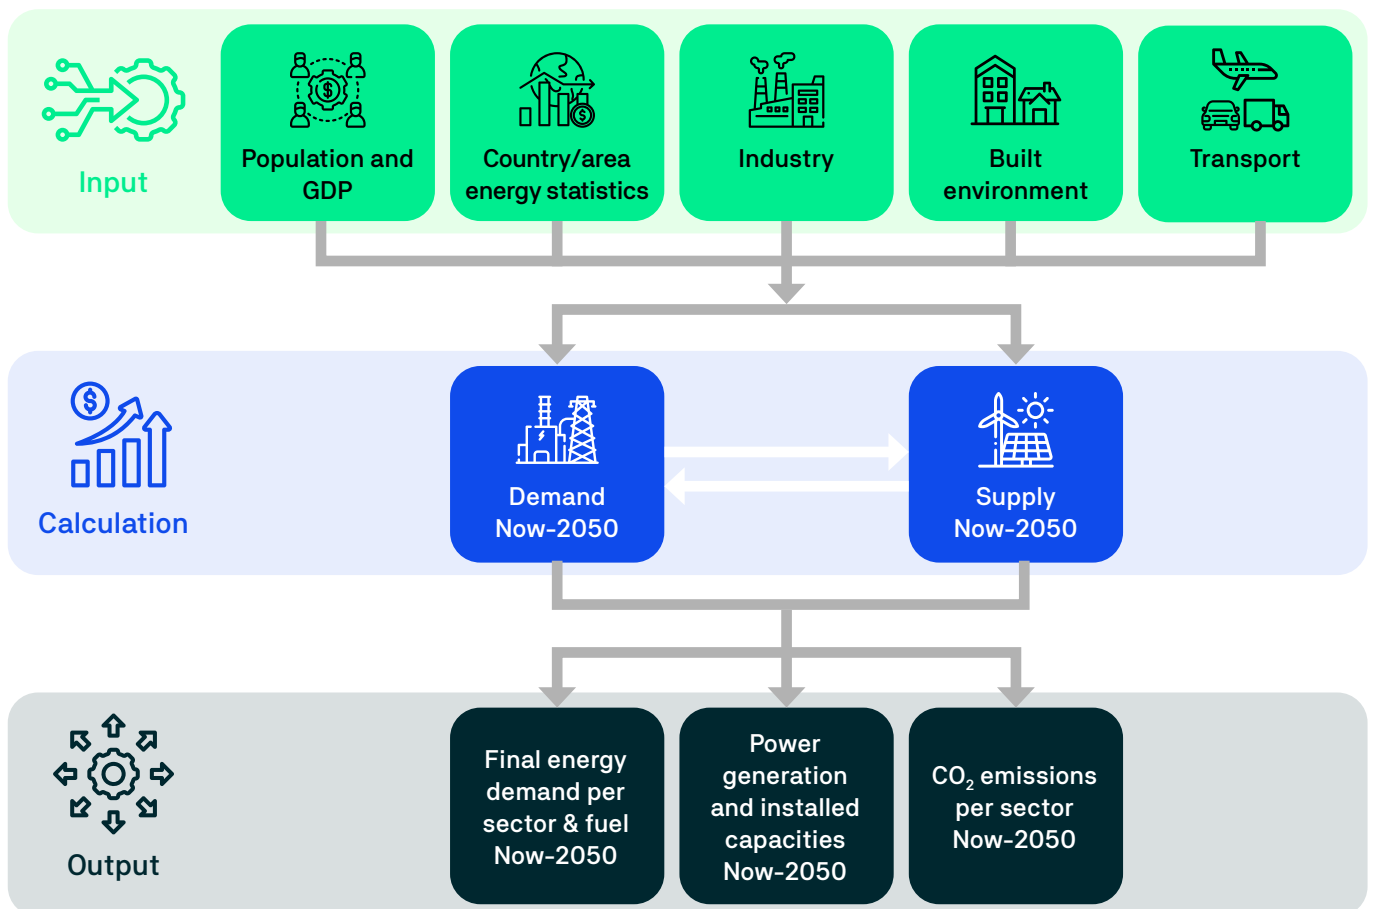 Input
Population and
GDP
Country/area
energy statistics
Industry
Built
environment
Transport
Calculation
Demand
Now-2050
Supply
Now-2050
Output
Final energy
demand per
sector & fuel
Now-2050
Power
generation
and installed
capacities
Now-2050
CO₂ emissions
per sector
Now-2050